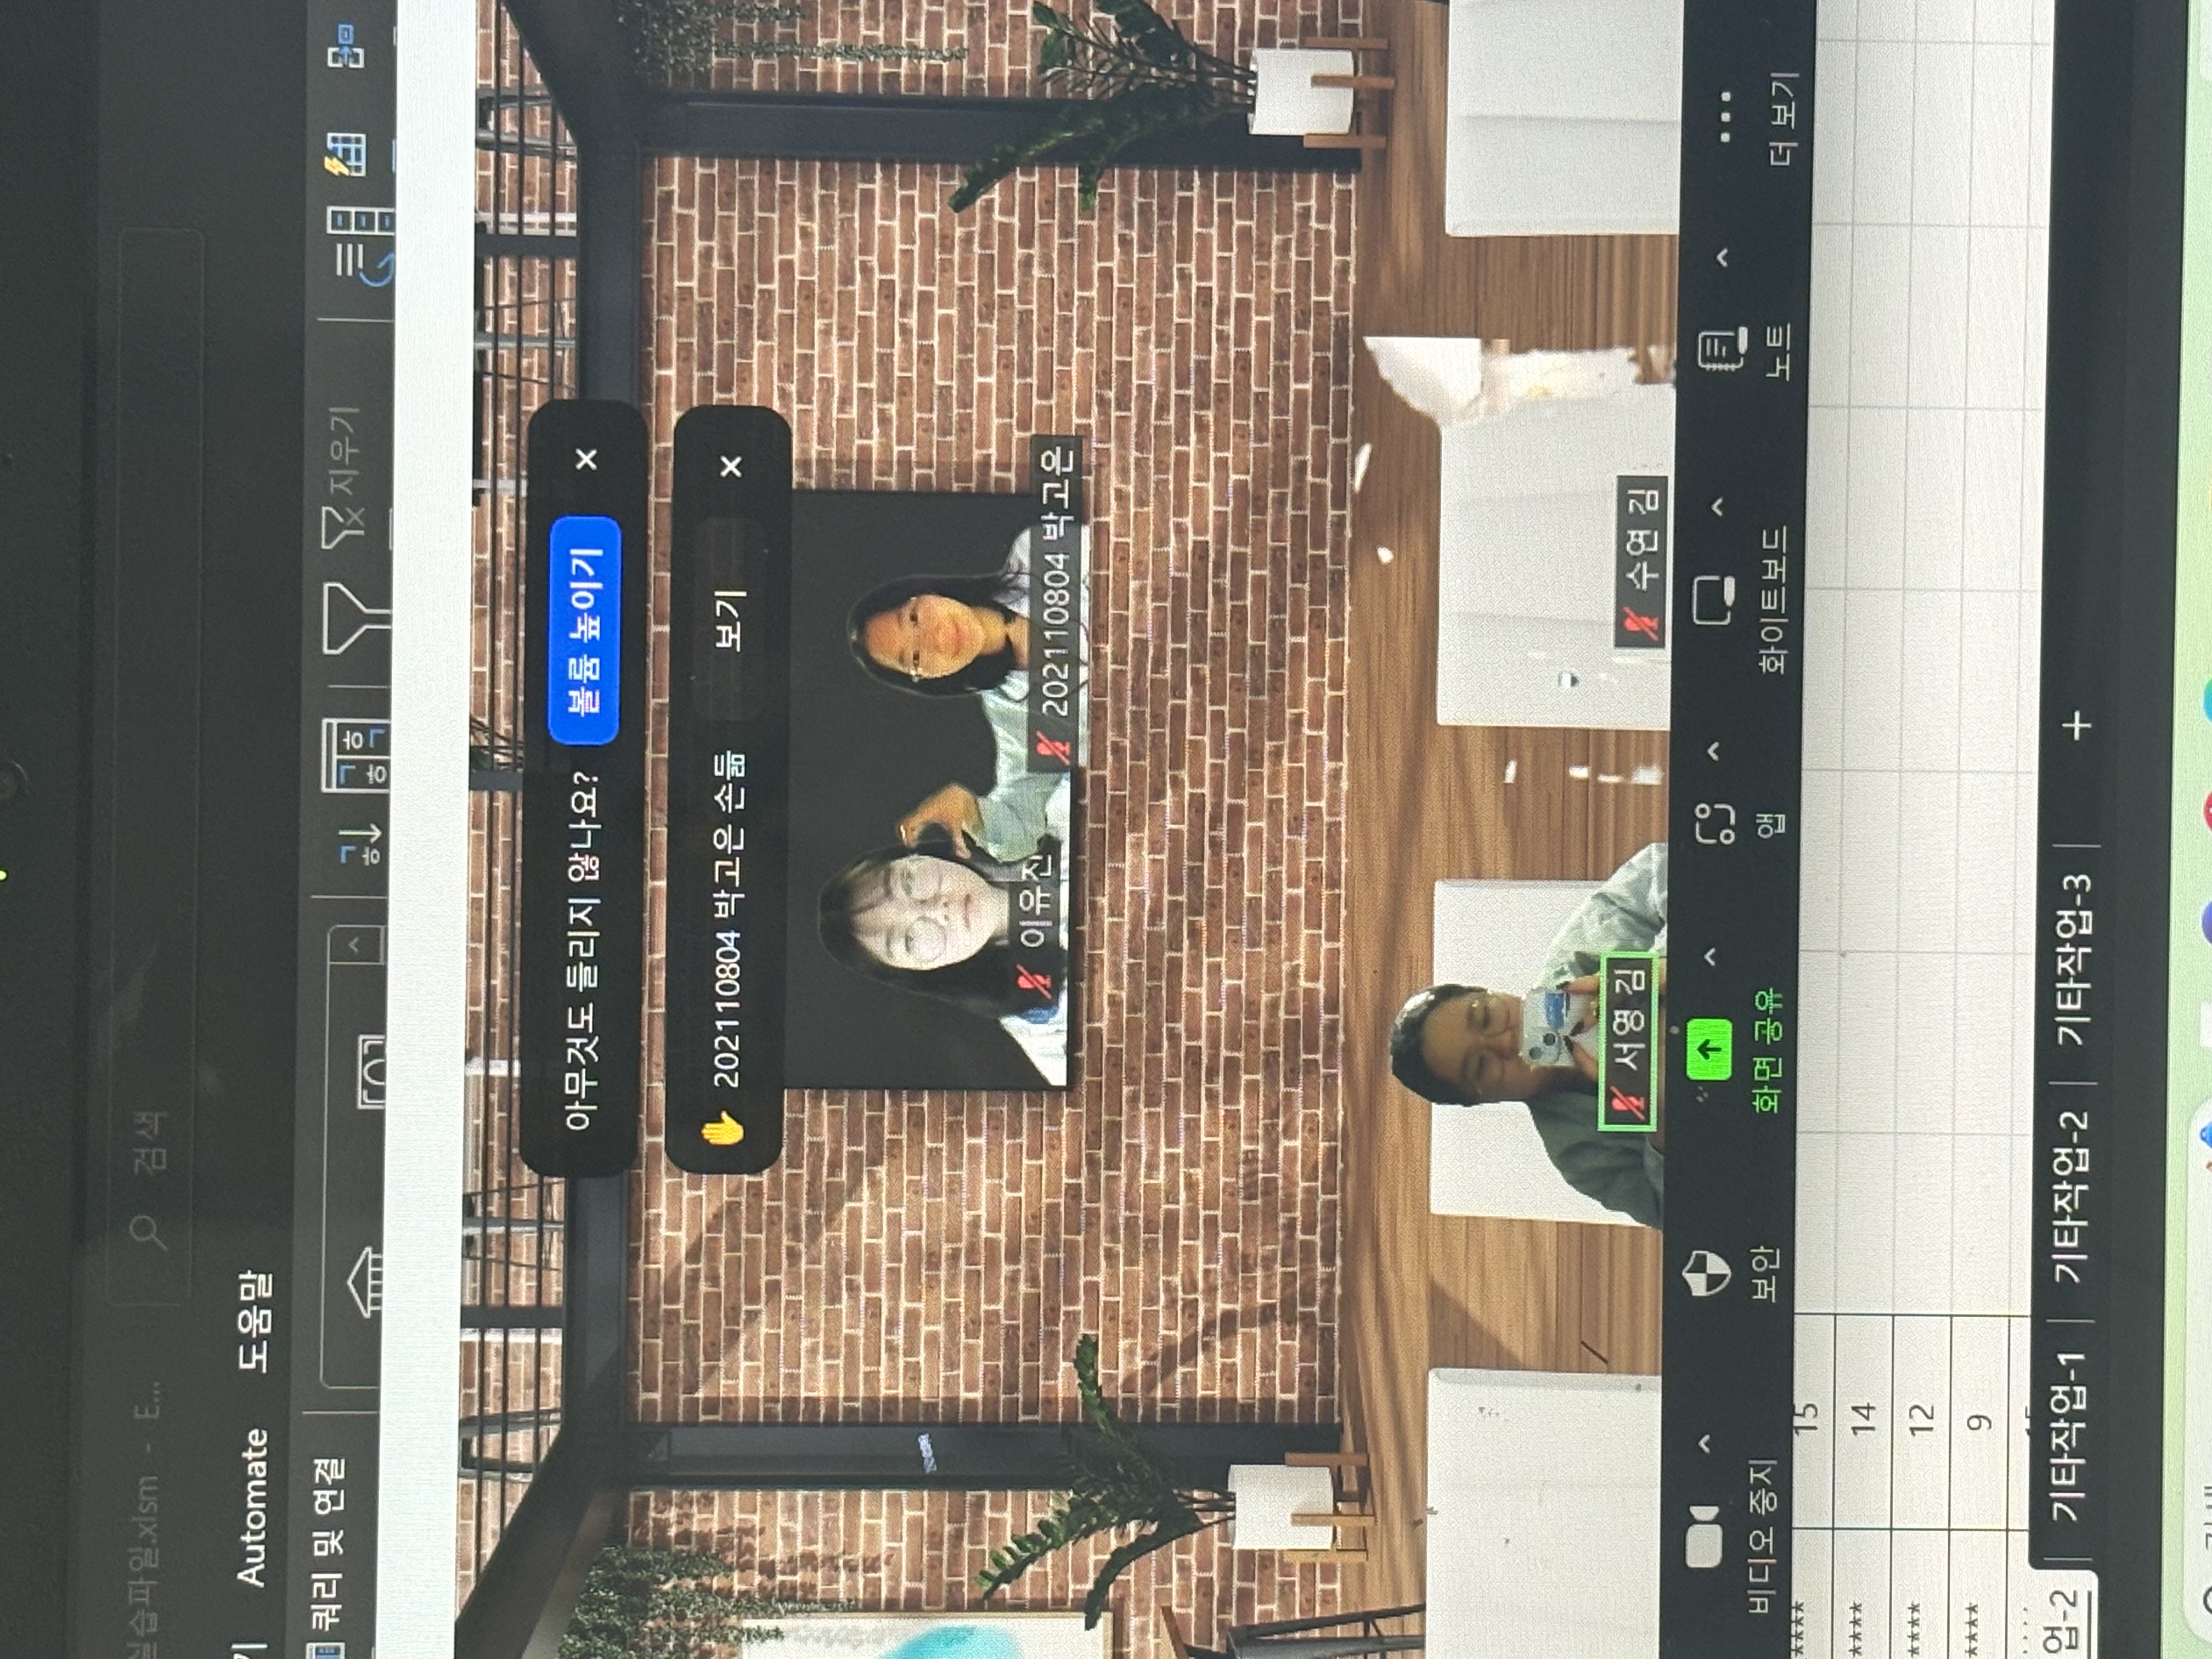 실습파일.xlsm - E...
검색
기 Automate 도움말
쿼리 및 연결
지우기
아무것도 들리지 않나요? 볼륨 높이기
202110804 박고은 손듦 보기
이유진
202110804 박고은
서영 김
수연 김
비디오 중지 보안 화면 공유 앱 화이트보드 노트 더 보기
**** 15
**** 14
**** 12
**** 9
업-2 기타작업-1 기타작업-2 기타작업-3 +